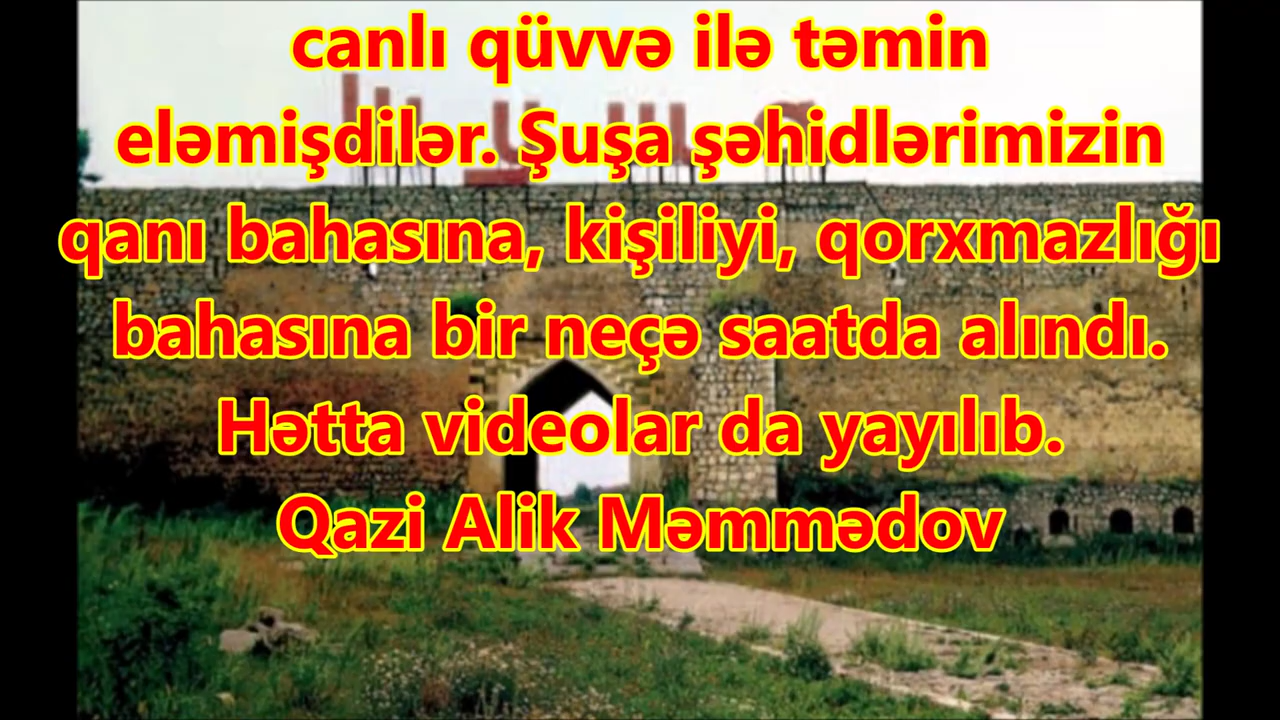 canlı qüvvə ilə təmin
eləmişdilər. Şuşa şəhidlərimizin
qanı bahasına, kişiliyi, qorxmazlığı
bahasına bir neçə saatda alındı.
Hətta videolar da yayılıb.
Qazi Alik Məmmədov